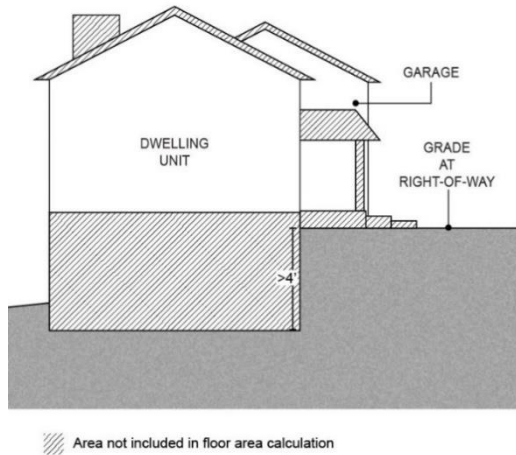 GARAGE
DWELLING
UNIT
GRADE
AT
RIGHT-OF-WAY
>4'
Area not included in floor area calculation